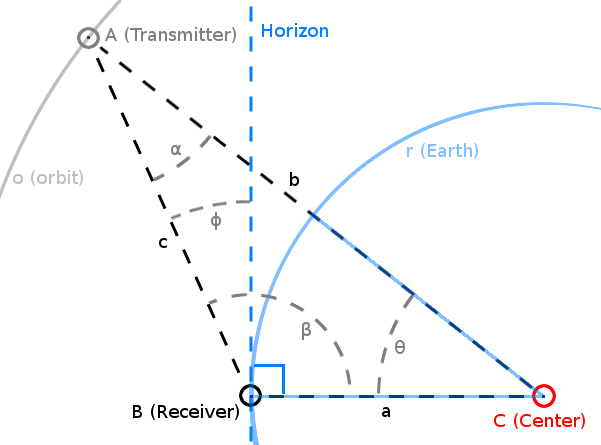 A (Transmitter)
Horizon
r (Earth)
α
o (orbit)
b
ϕ
c
β
θ
B (Receiver)
a
C (Center)